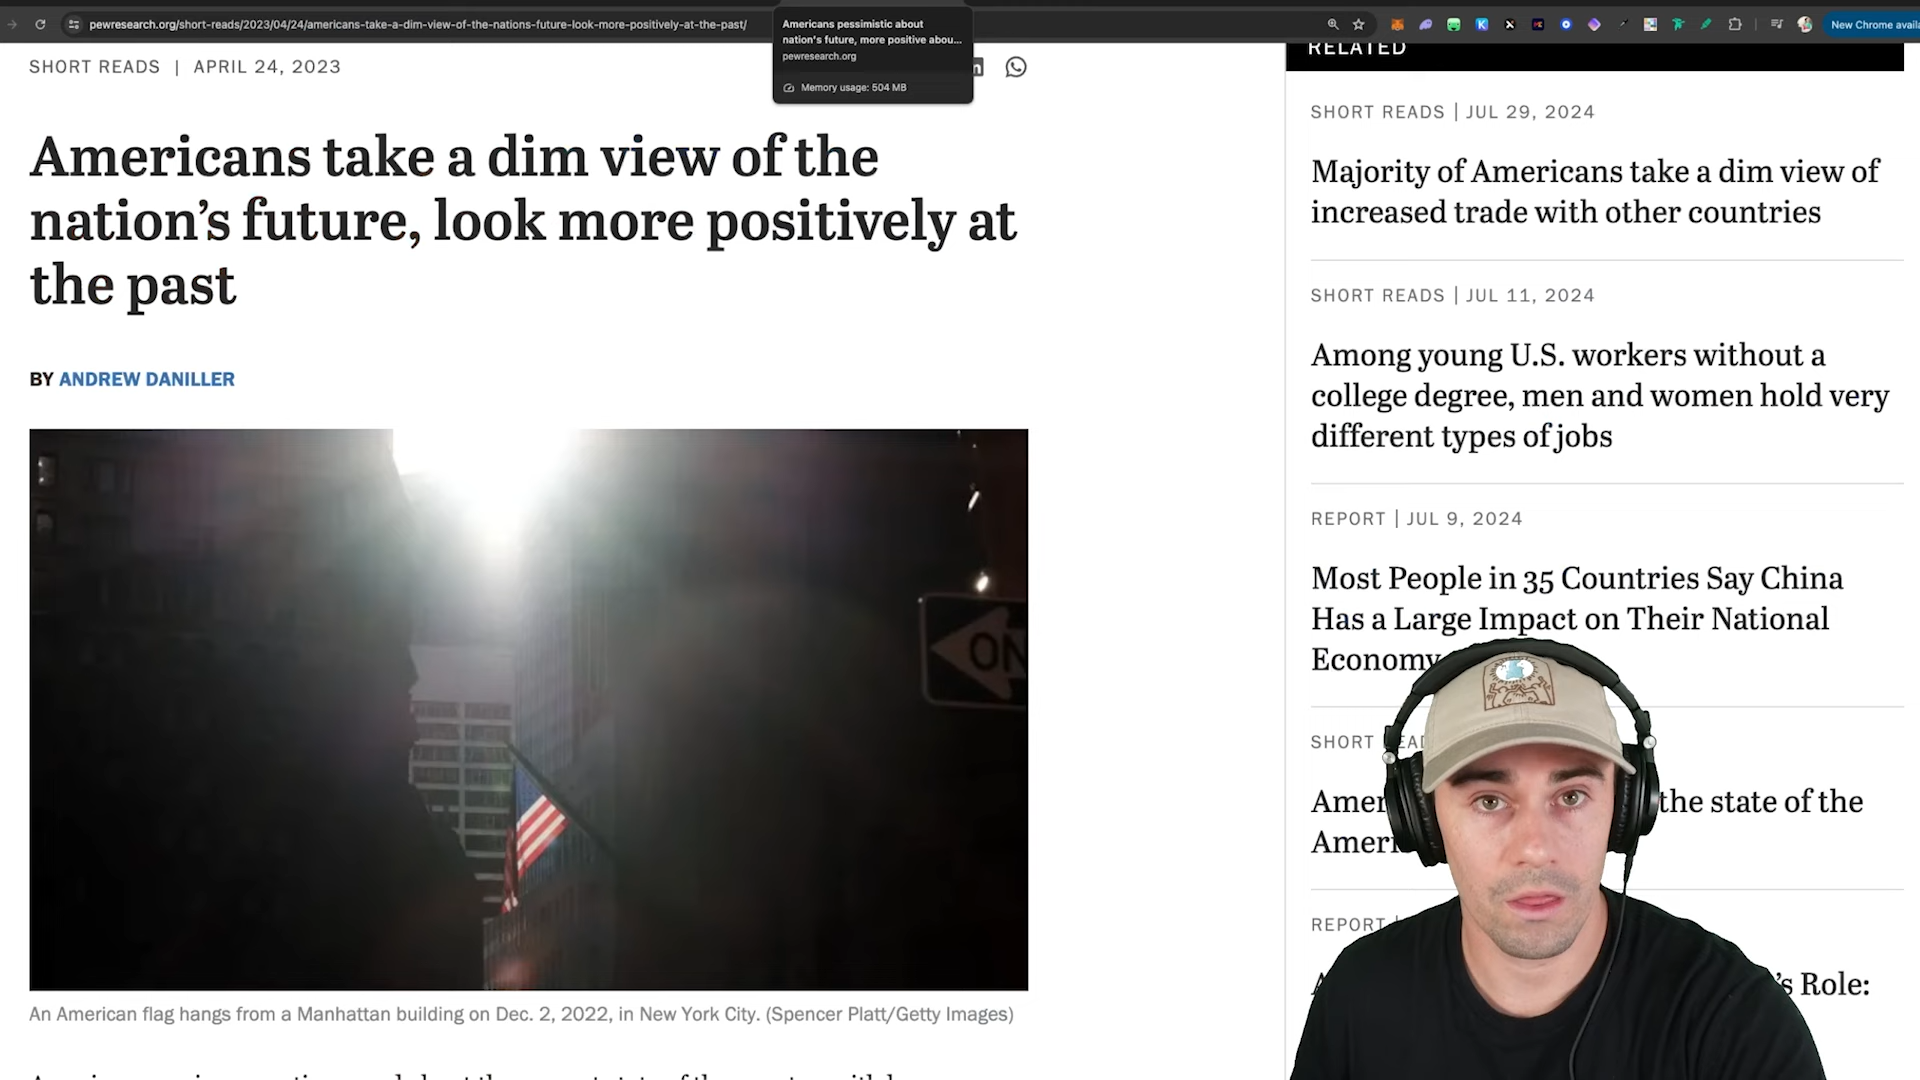 pewresearch.org/short-reads/2023/04/24/americans-take-a-dim-view-of-the-nations-future-look-more-positively-at-the-past/
New Chrome avail
Americans pessimistic about
nation's future, more positive abou...
pewresearch.org
Memory usage: 504 MB
SHORT READS | APRIL 24, 2023
Americans take a dim view of the
nation’s future, look more positively at
the past
BY ANDREW DANILLER
ON
An American flag hangs from a Manhattan building on Dec. 2, 2022, in New York City. (Spencer Platt/Getty Images)
RELATED
SHORT READS | JUL 29, 2024
Majority of Americans take a dim view of
increased trade with other countries
SHORT READS | JUL 11, 2024
Among young U.S. workers without a
college degree, men and women hold very
different types of jobs
REPORT | JUL 9, 2024
Most People in 35 Countries Say China
Has a Large Impact on Their National
Economy
SHORT READ
Amer the state of the
Ameri
REPORT |
’s Role: